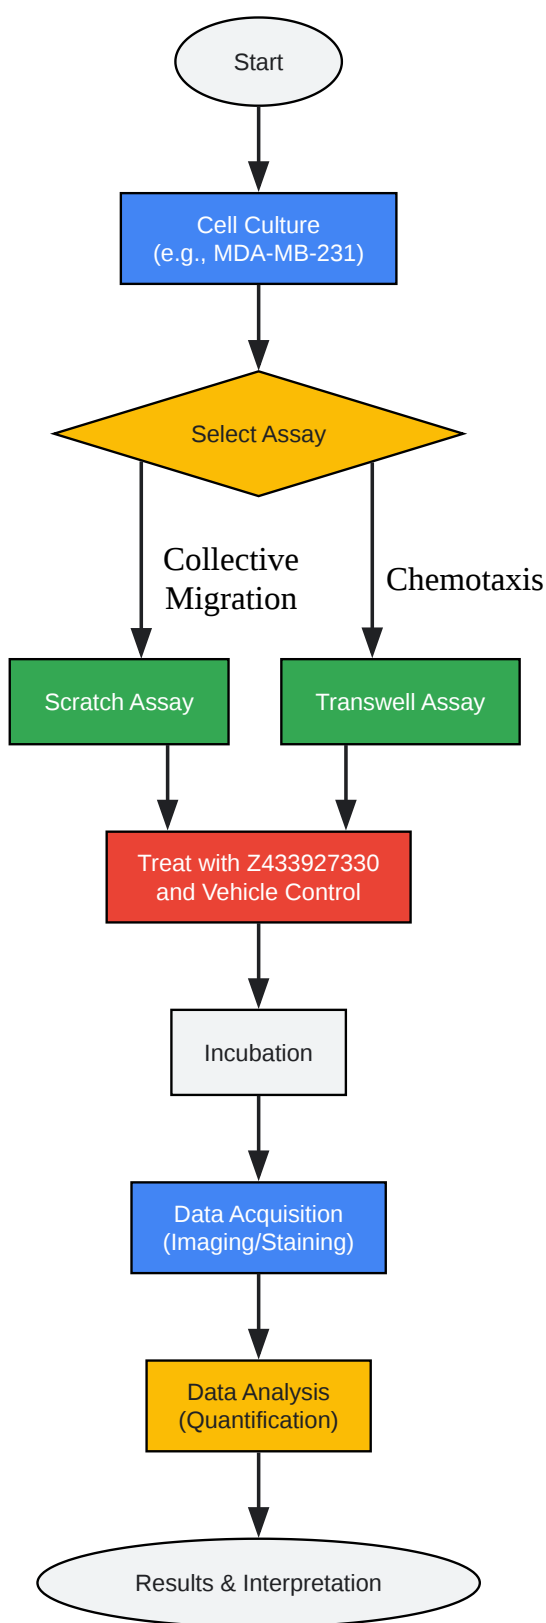 Start
Cell Culture
(e.g., MDA-MB-231)
Select Assay
Collective
Migration
Chemotaxis
Scratch Assay
Transwell Assay
Treat with Z433927330
and Vehicle Control
Incubation
Data Acquisition
(Imaging/Staining)
Data Analysis
(Quantification)
Results & Interpretation